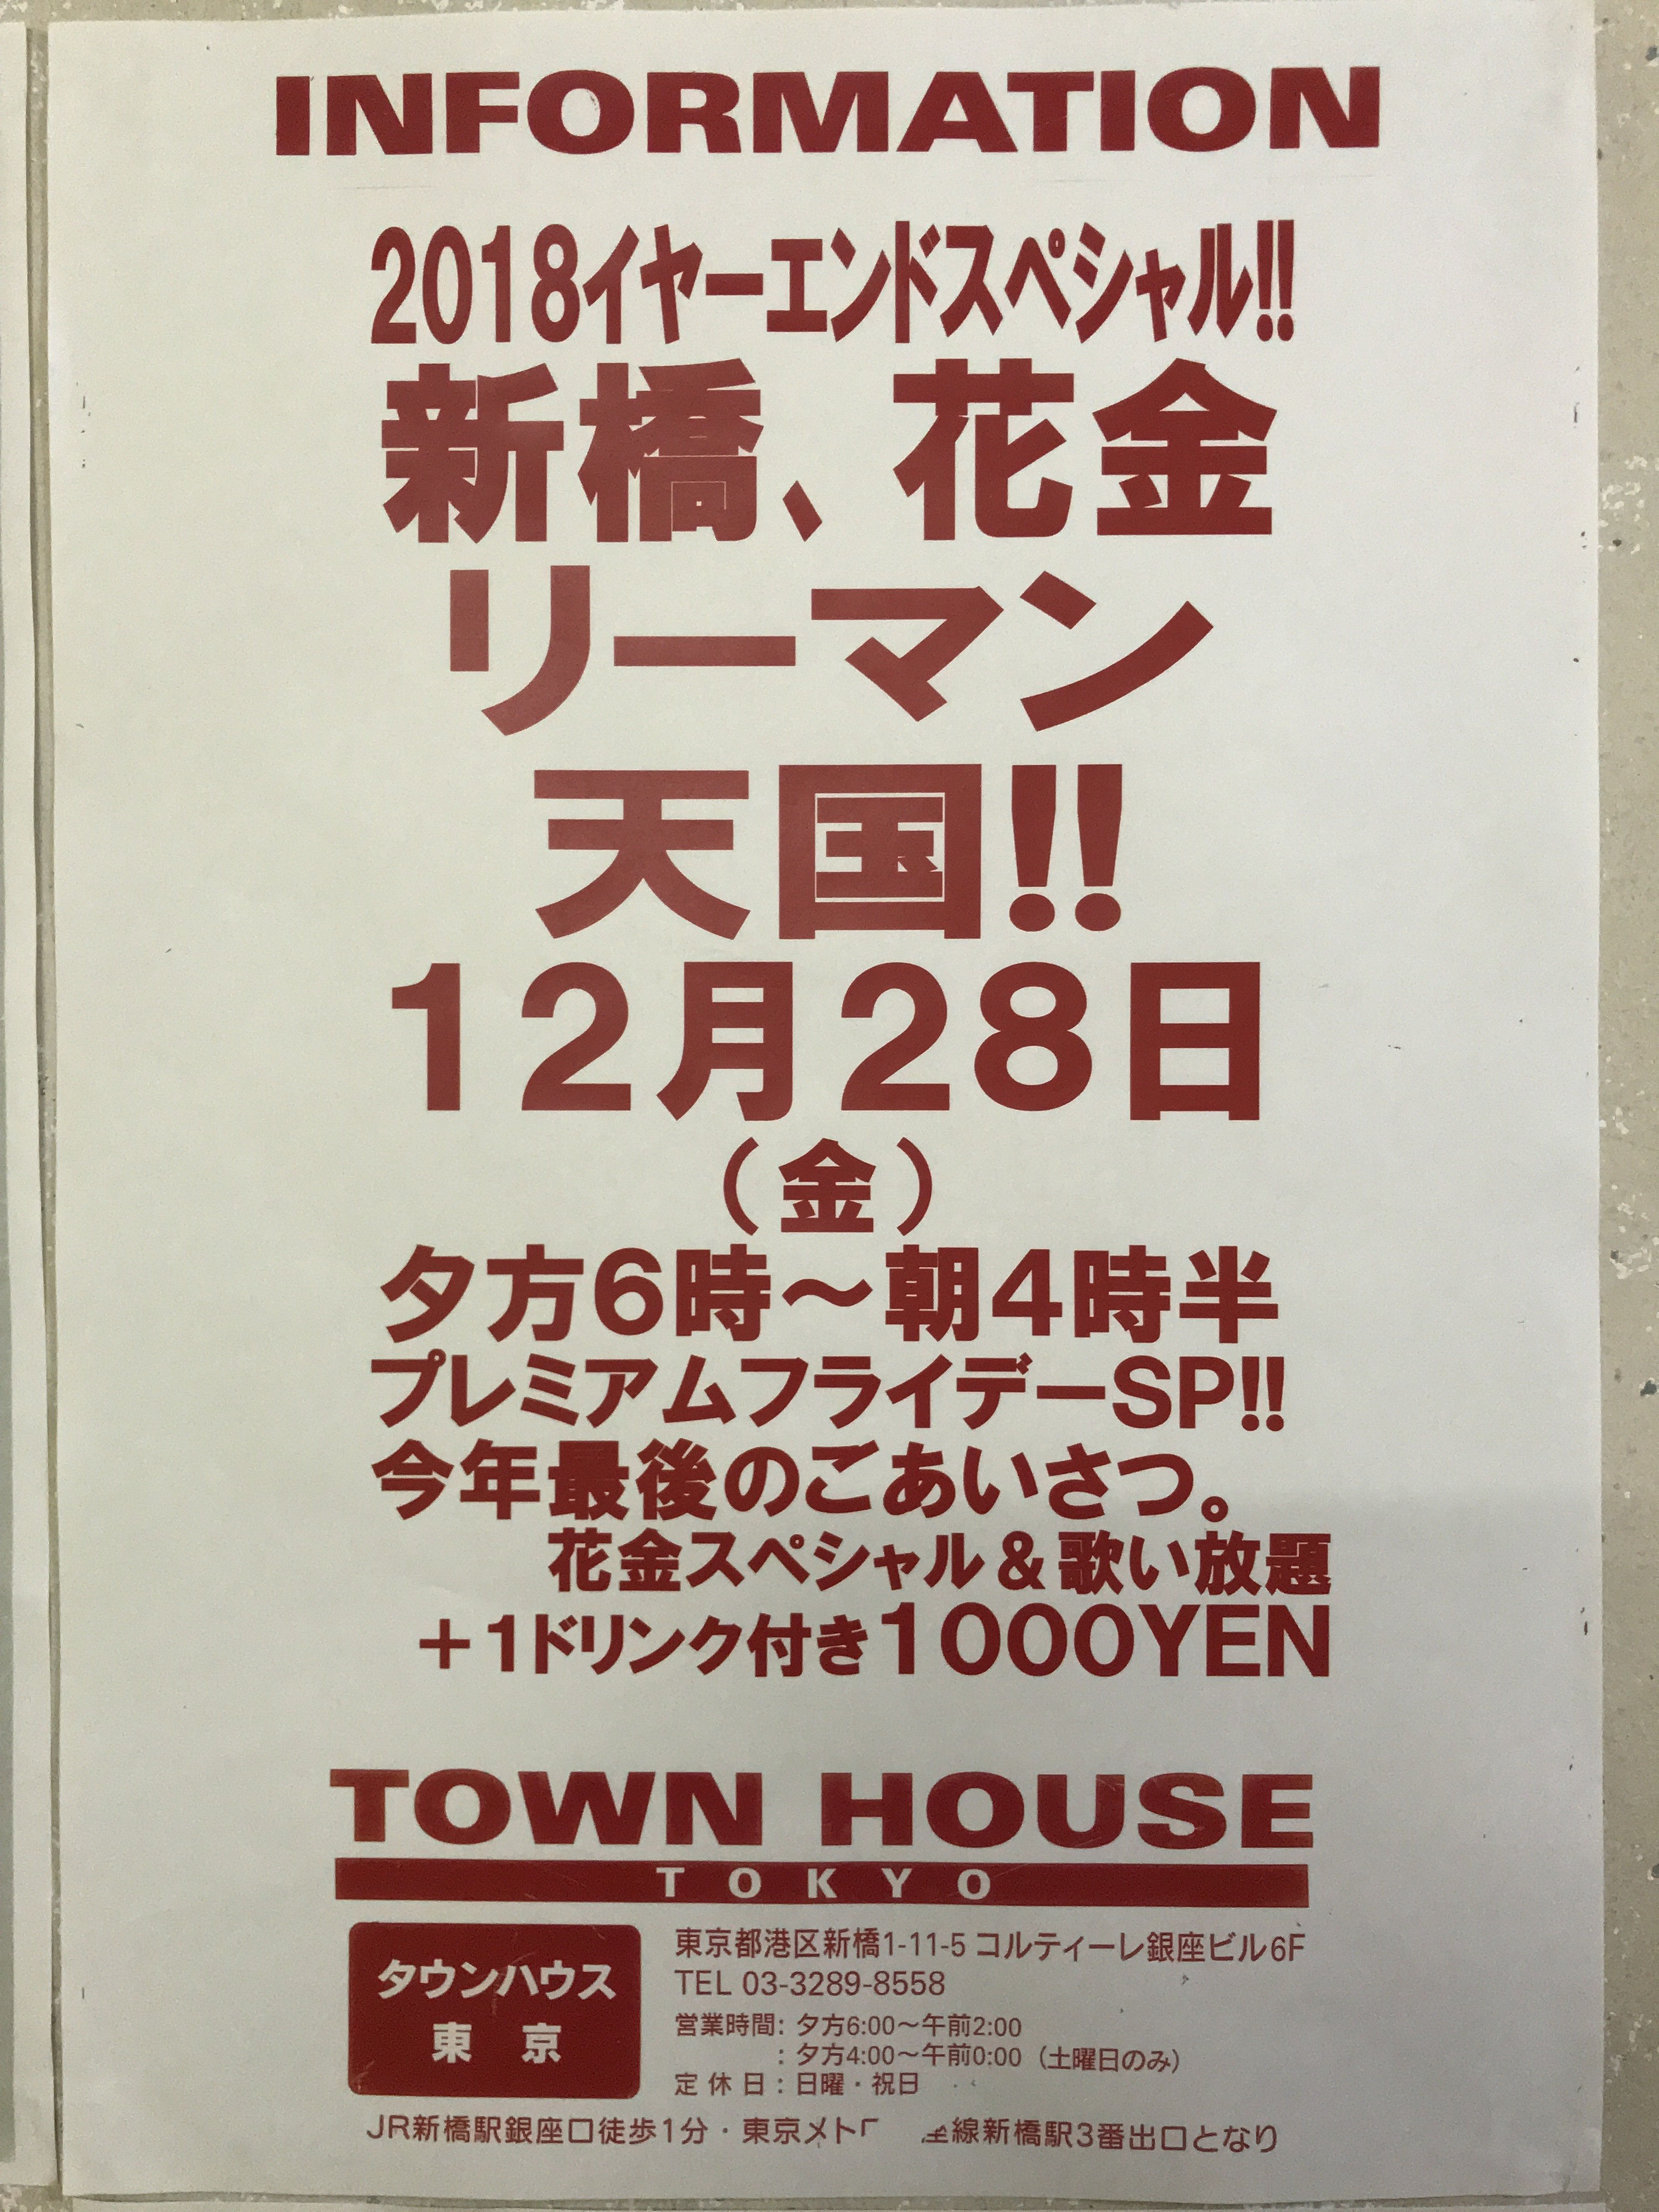 INFORMATION
2018イヤーエンドスペシャル!!
新橋、花金
リーマン
天国!!
12月28日
（金）
夕方6時〜朝4時半
プレミアムフライデーSP!!
今年最後のごあいさつ。
花金スペシャル＆歌い放題
＋1ドリンク付き1000YEN
TOWN HOUSE
TOKYO
タウンハウス
東京
東京都港区新橋1-11-5 コルティーレ銀座ビル6F
TEL 03-3289-8558
営業時間: 夕方6:00〜午前2:00
: 夕方4:00〜午前0:00（土曜日のみ）
定休日: 日曜・祝日
JR新橋駅銀座口徒歩1分・東京メト 線新橋駅3番出口となり